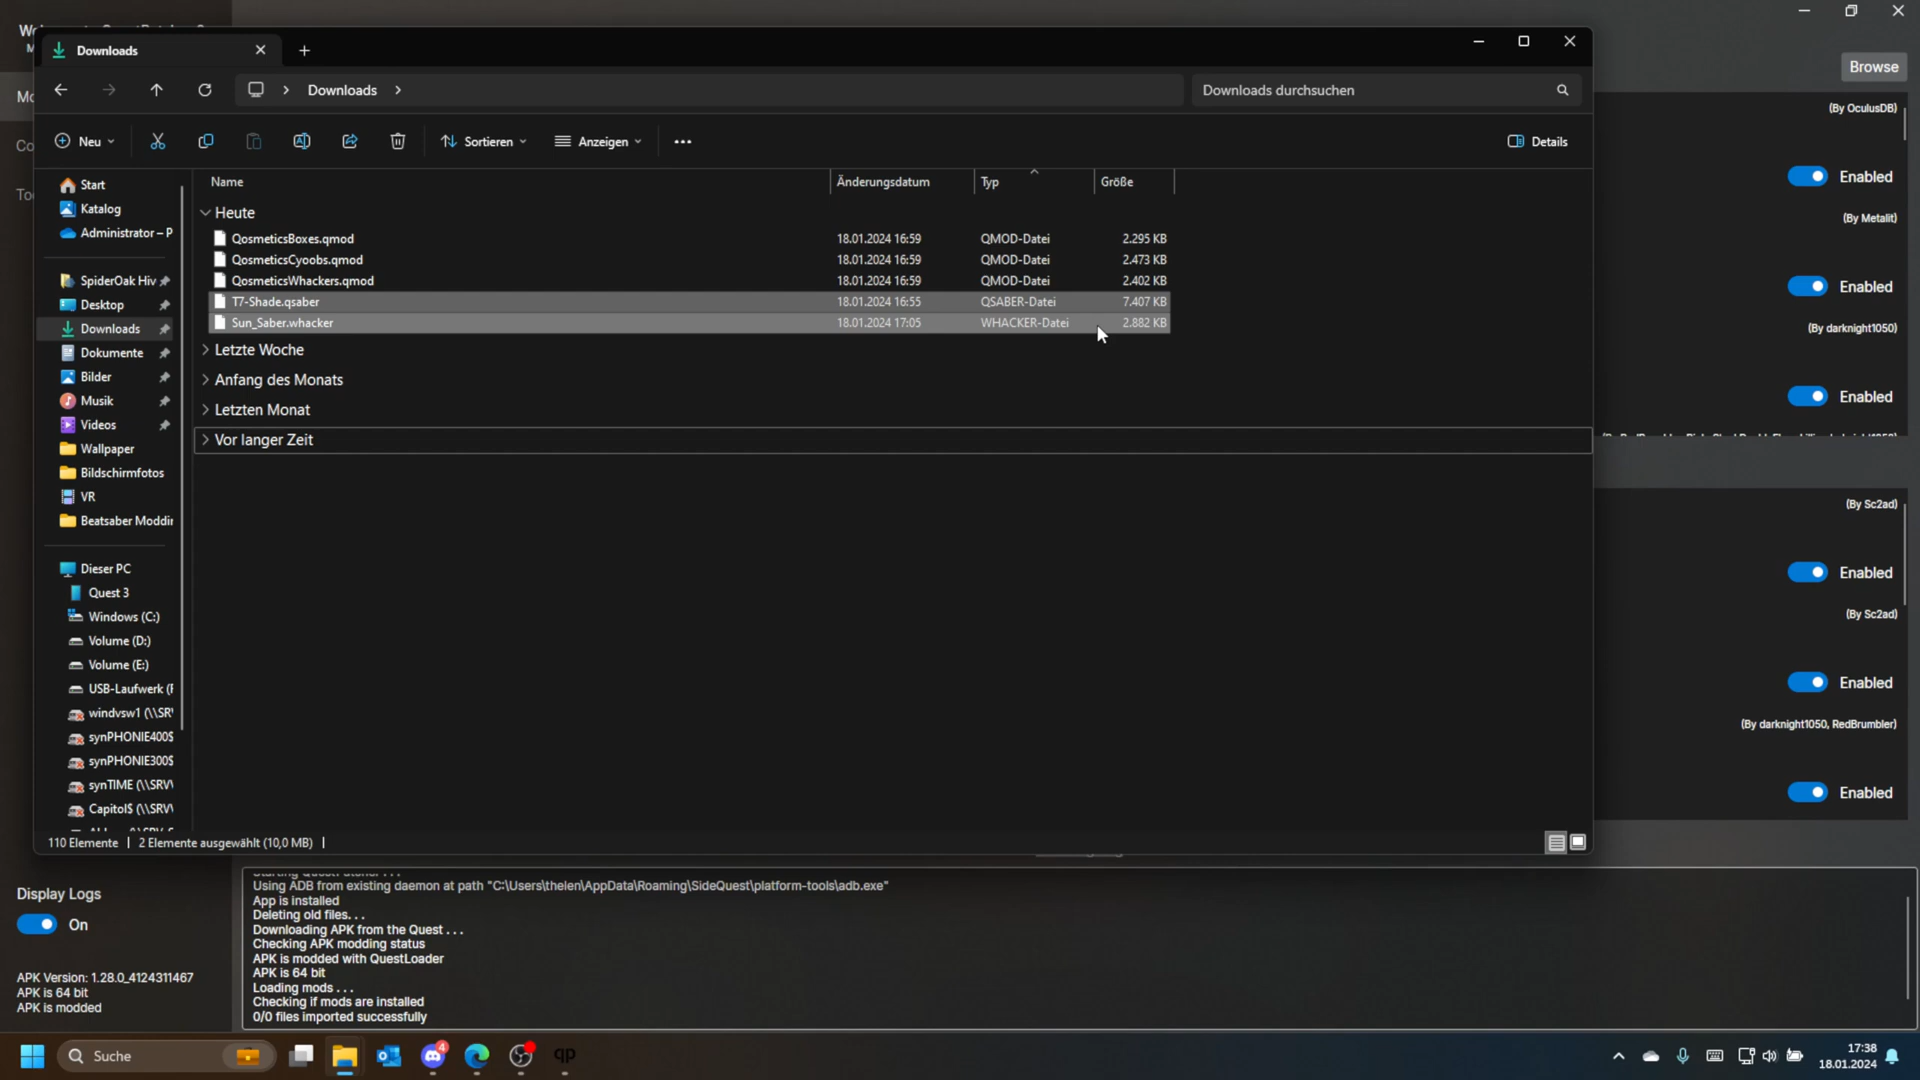 Downloads
Downloads
Downloads durchsuchen
Browse
Neu
Sortieren
Anzeigen
Details
(By OculusDB)
Start
Katalog
Administrator – P
SpiderOak Hiv
Desktop
Downloads
Dokumente
Bilder
Musik
Videos
Wallpaper
Bildschirmfotos
VR
Beatsaber Moddin
Dieser PC
Quest 3
Windows (C:)
Volume (D:)
Volume (E:)
USB-Laufwerk (F
windvsw1 (\\SR
synPHONIE400$
synPHONIE300$
synTIME (\\SRV
Capitol$ (\\SRV
Name Änderungsdatum Typ Größe
Heute
QosmeticsBoxes.qmod 18.01.2024 16:59 QMOD-Datei 2.295 KB
QosmeticsCyoobs.qmod 18.01.2024 16:59 QMOD-Datei 2.473 KB
QosmeticsWhackers.qmod 18.01.2024 16:59 QMOD-Datei 2.402 KB
T7-Shade.qsaber 18.01.2024 16:55 QSABER-Datei 7.407 KB
Sun_Saber.whacker 18.01.2024 17:05 WHACKER-Datei 2.882 KB
Letzte Woche
Anfang des Monats
Letzten Monat
Vor langer Zeit
110 Elemente
2 Elemente ausgewählt (10,0 MB)
Enabled
(By Metalit)
Enabled
(By darknight1050)
Enabled
(By Sc2ad)
Enabled
(By Sc2ad)
Enabled
(By darknight1050, RedBrumbler)
Enabled
Display Logs
On
APK Version: 1.28.0_4124311467
APK is 64 bit
APK is modded
Using ADB from existing daemon at path "C:\Users\thelen\AppData\Roaming\SideQuest\platform-tools\adb.exe"
App is installed
Deleting old files. . .
Downloading APK from the Quest . . .
Checking APK modding status
APK is modded with QuestLoader
APK is 64 bit
Loading mods . . .
Checking if mods are installed
0/0 files imported successfully
Suche
4
qp
17:38
18.01.2024